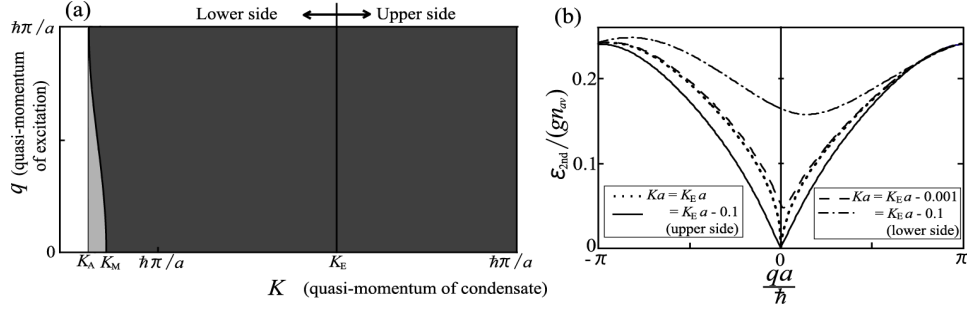 (a)
Lower side
Upper side
ħπ/a
q (quasi-momentum
of excitation)
0
K_A
K_M
ħπ/a
K_E
ħπ/a
K (quasi-momentum of condensate)
(b)
ε_2nd/(gn_av)
0.2
0.1
0
Ka = K_E a
= K_E a - 0.1
(upper side)
Ka = K_E a - 0.001
= K_E a - 0.1
(lower side)
-π
0
π
qa
ħ